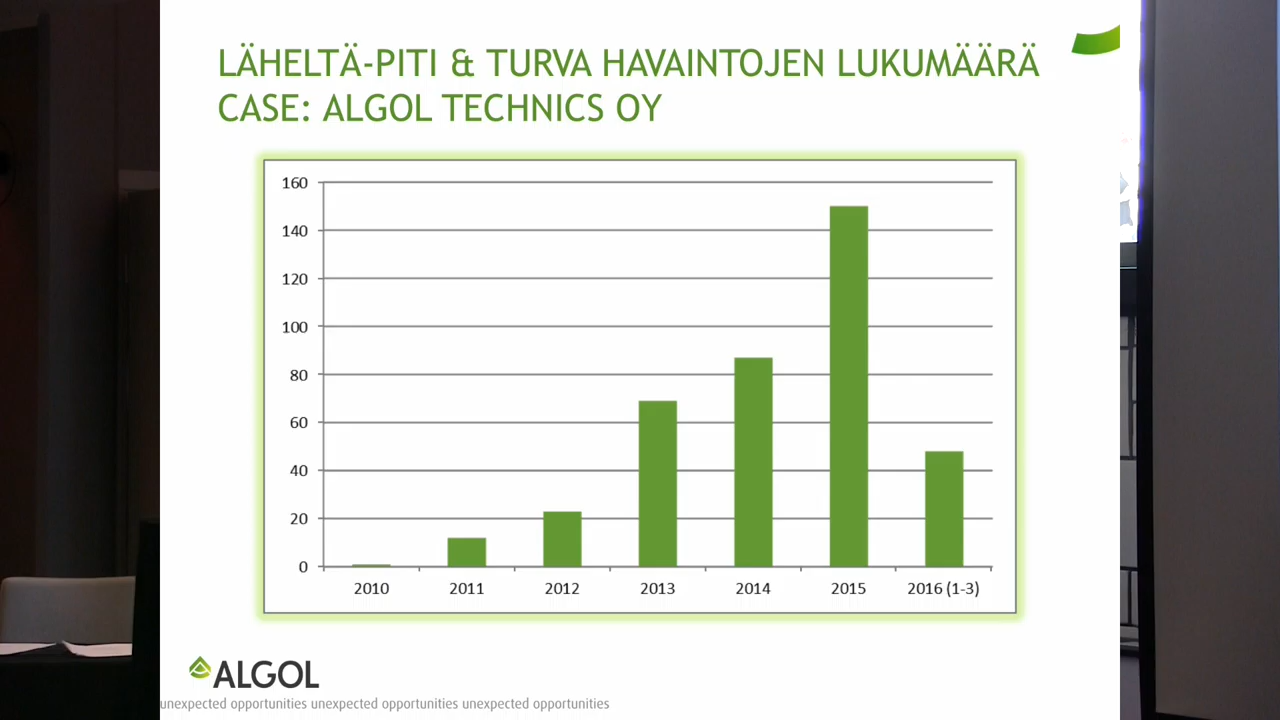 LÄHELTÄ-PITI & TURVA HAVAINTOJEN LUKUMÄÄRÄ
CASE: ALGOL TECHNICS OY
160
140
120
100
80
60
40
20
0
2010 2011 2012 2013 2014 2015 2016 (1-3)
ALGOL
unexpected opportunities unexpected opportunities unexpected opportunities